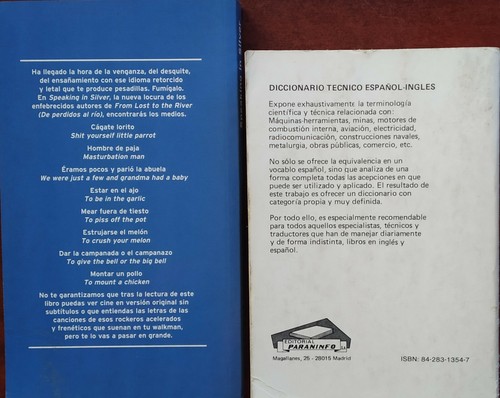 Ha llegado la hora de la venganza, del desquite,
del ensañamiento con ese idioma retorcido
y letal que te produce pesadillas. Fumígalo.
En Speaking in Silver, la nueva locura de los
enfebrecidos autores de From Lost to the River
(De perdidos al río), encontrarás los medios.
Cágate lorito
Shit yourself little parrot
Hombre de paja
Masturbation man
Éramos pocos y parió la abuela
We were just a few and grandma had a baby
Estar en el ajo
To be in the garlic
Mear fuera de tiesto
To piss off the pot
Estrujarse el melón
To crush your melon
Dar la campanada o el campanazo
To give the bell or the big bell
Montar un pollo
To mount a chicken
No te garantizamos que tras la lectura de este
libro puedas ver cine en versión original sin
subtítulos o que entiendas las letras de las
canciones de esos rockeros acelerados
y frenéticos que suenan en tu walkman,
pero te lo vas a pasar en grande.
Speaking in Silver
DICCIONARIO TECNICO ESPAÑOL-INGLES
Expone exhaustivamente la terminología
científica y técnica relacionada con:
Máquinas-herramientas, minas, motores de
combustión interna, aviación, electricidad,
radiocomunicación, construcciones navales,
metalurgia, obras públicas, comercio, etc.
No sólo se ofrece la equivalencia en un
vocablo español, sino que analiza de una
forma completa todas las acepciones en que
puede ser utilizado y aplicado. El resultado de
este trabajo es ofrecer un diccionario con
categoría propia y muy definida.
Por todo ello, es especialmente recomendable
para todos aquellos especialistas, técnicos y
traductores que han de manejar diariamente
y de forma indistinta, libros en inglés y
español.
EDITORIAL
PARANINFO SA
Magallanes, 25 - 28015 Madrid
ISBN: 84-283-1354-7